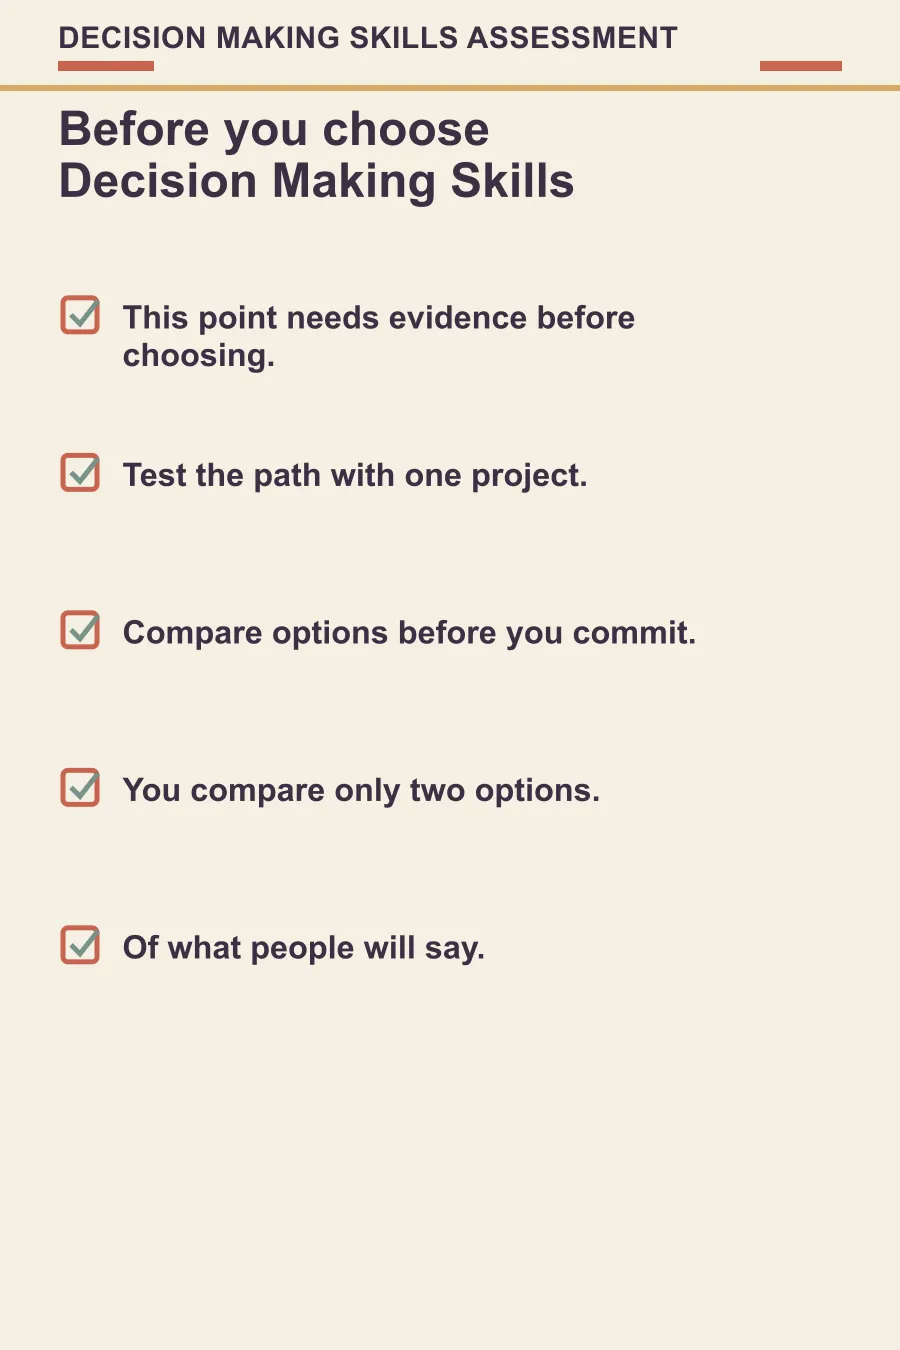 DECISION MAKING SKILLS ASSESSMENT
Before you choose
Decision Making Skills
This point needs evidence before
choosing.
Test the path with one project.
Compare options before you commit.
You compare only two options.
Of what people will say.